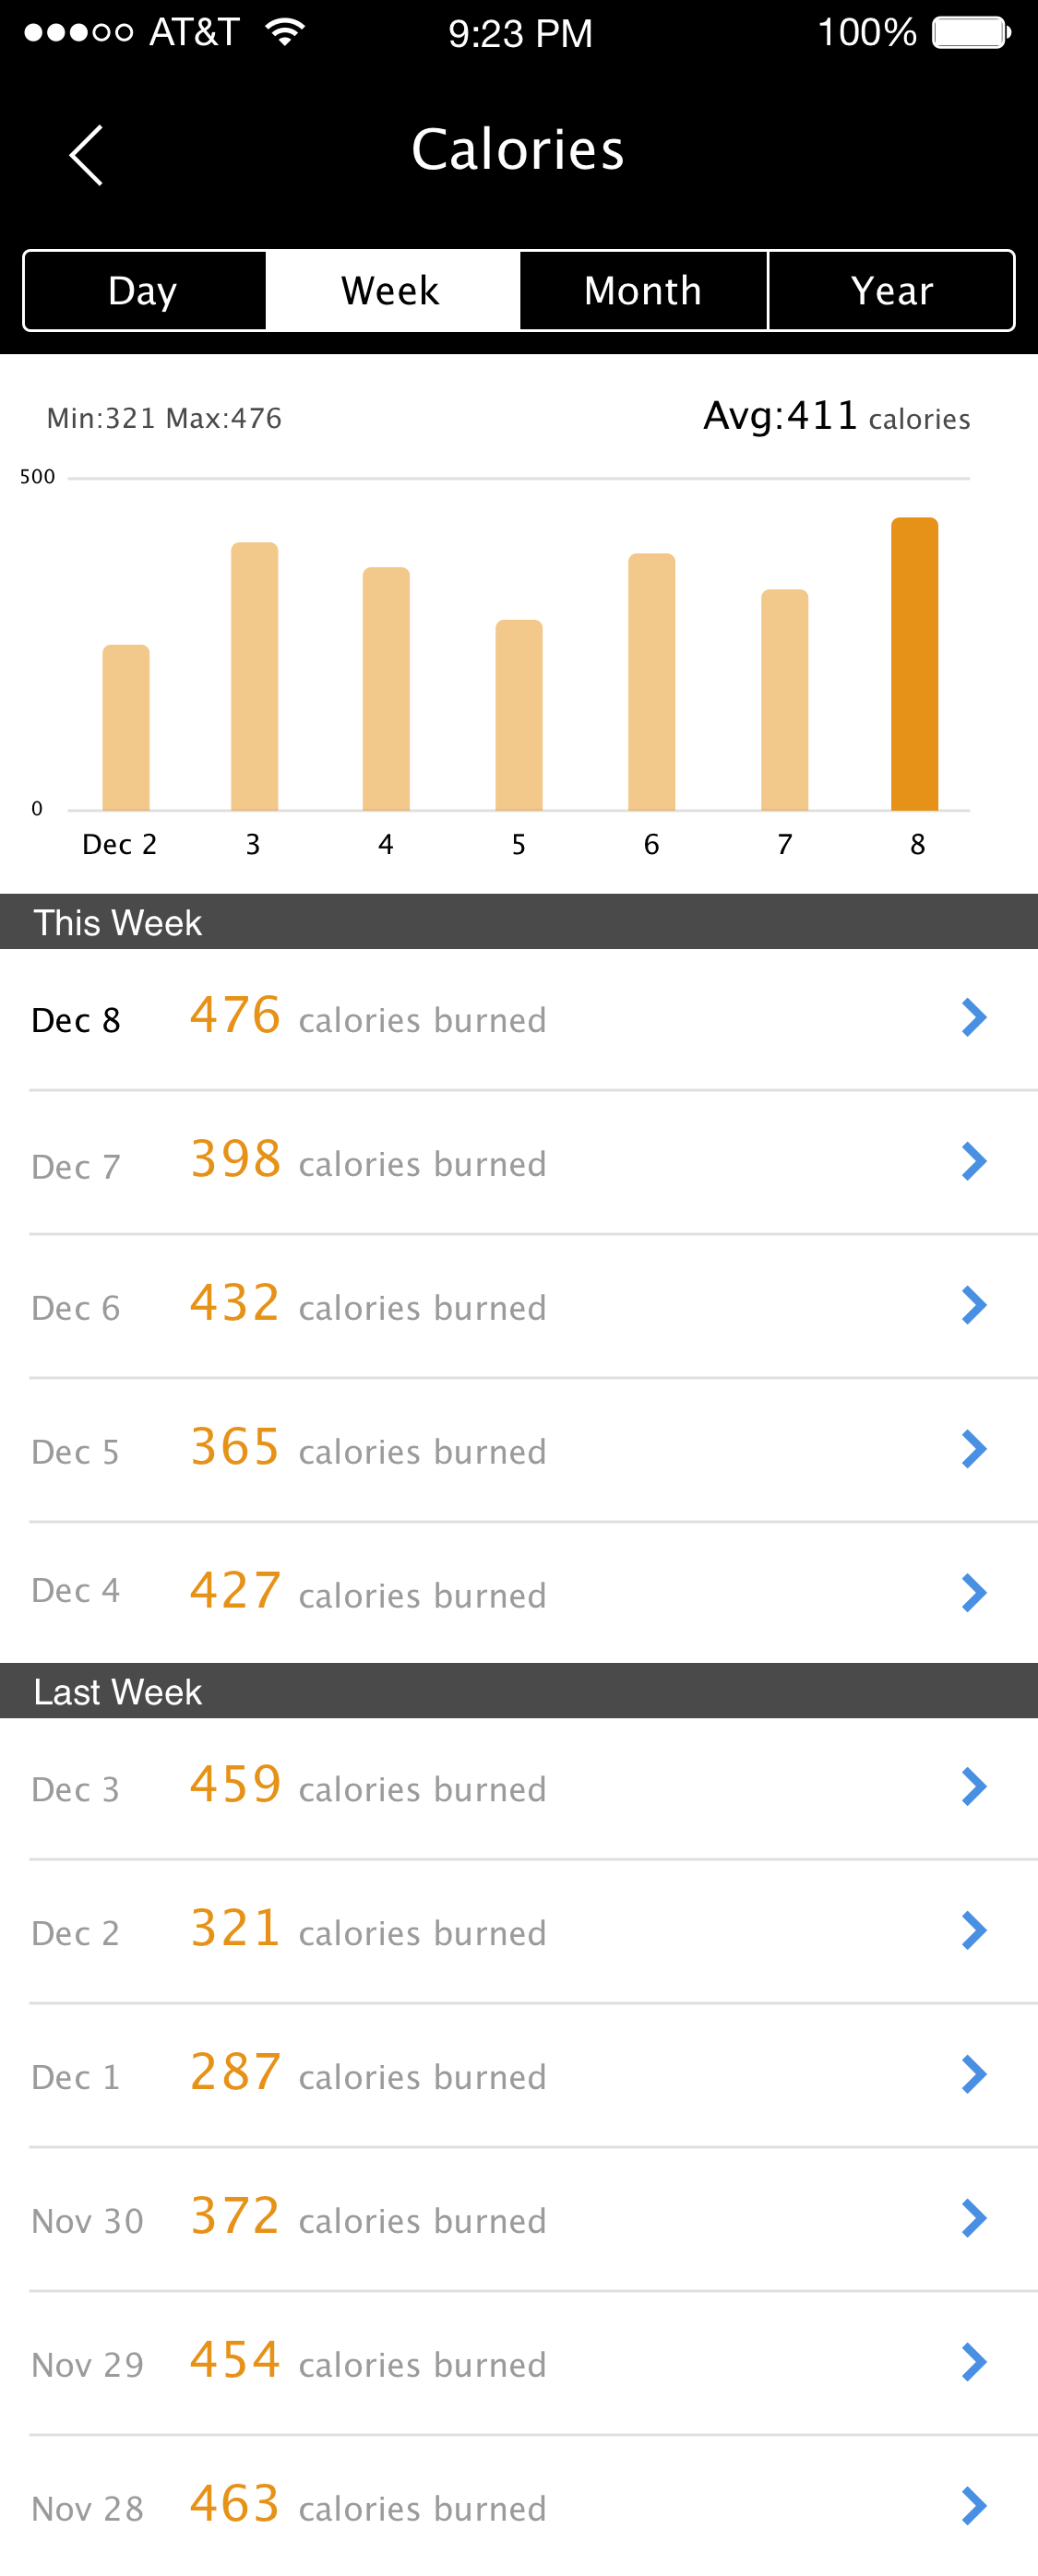 AT&T 9:23 PM 100%
Calories
Day Week Month Year
Min:321 Max:476 Avg:411 calories
500
0
Dec 2 3 4 5 6 7 8
This Week
Dec 8 476 calories burned
Dec 7 398 calories burned
Dec 6 432 calories burned
Dec 5 365 calories burned
Dec 4 427 calories burned
Last Week
Dec 3 459 calories burned
Dec 2 321 calories burned
Dec 1 287 calories burned
Nov 30 372 calories burned
Nov 29 454 calories burned
Nov 28 463 calories burned